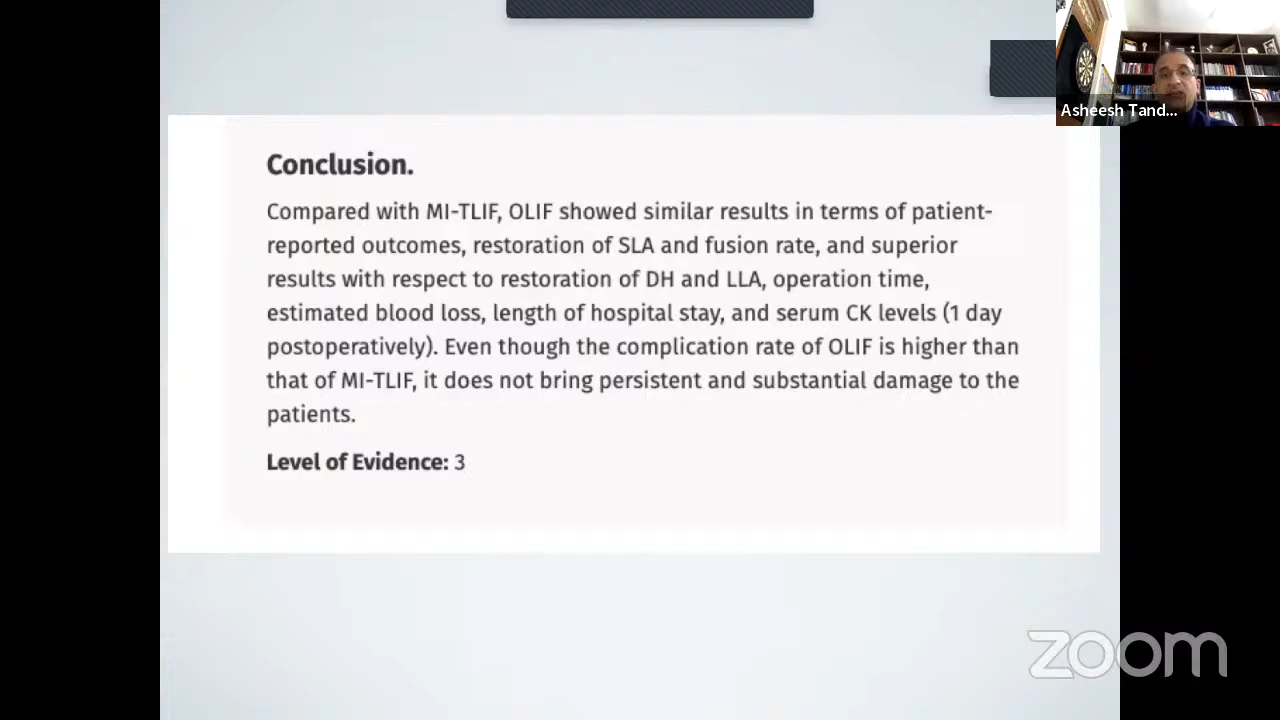 Asheesh Tand...
Conclusion.
Compared with MI-TLIF, OLIF showed similar results in terms of patient-
reported outcomes, restoration of SLA and fusion rate, and superior
results with respect to restoration of DH and LLA, operation time,
estimated blood loss, length of hospital stay, and serum CK levels (1 day
postoperatively). Even though the complication rate of OLIF is higher than
that of MI-TLIF, it does not bring persistent and substantial damage to the
patients.
Level of Evidence: 3
zoom